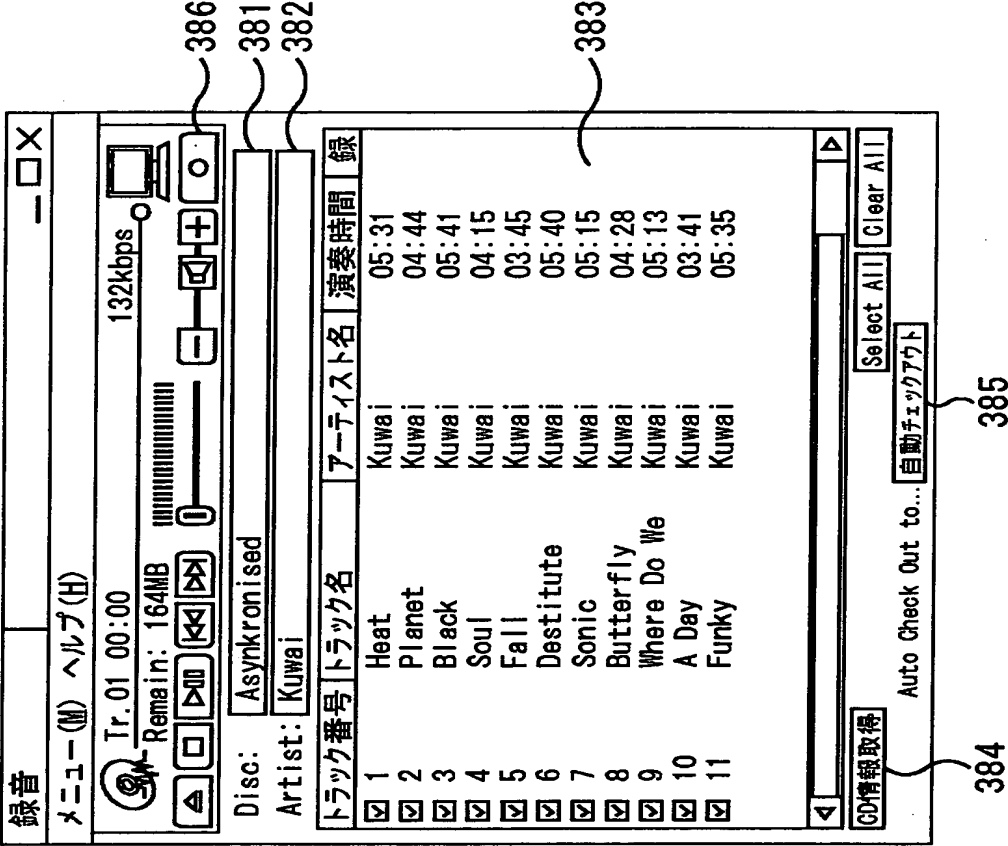 録音
メニュー(M) ヘルプ(H)
Tr.01 00:00 132kbps
Remain: 164MB
386
Disc: Asynkronised
381
Artist: Kuwai
382
トラック番号 トラック名 アーティスト名 演奏時間 録
1 Heat Kuwai 05:31
2 Planet Kuwai 04:44
3 Black Kuwai 05:41
4 Soul Kuwai 04:15
5 Fall Kuwai 03:45
6 Destitute Kuwai 05:40
7 Sonic Kuwai 05:15
8 Butterfly Kuwai 04:28
9 Where Do We Kuwai 05:13
10 A Day Kuwai 03:41
11 Funky Kuwai 05:35
383
CD情報取得 Select All Clear All
Auto Check Out to... 自動チェックアウト
384
385